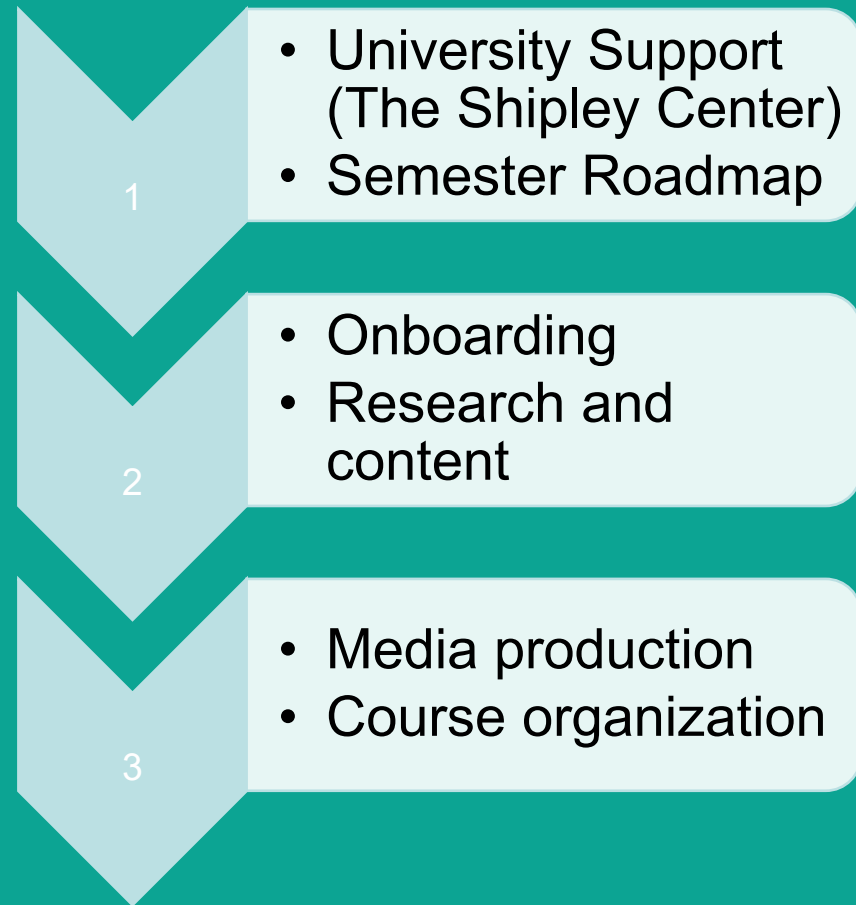 1
• University Support
(The Shipley Center)
• Semester Roadmap
2
• Onboarding
• Research and
content
3
• Media production
• Course organization